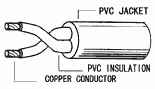 PVC JACKET
PVC INSULATION
COPPER CONDUCTOR